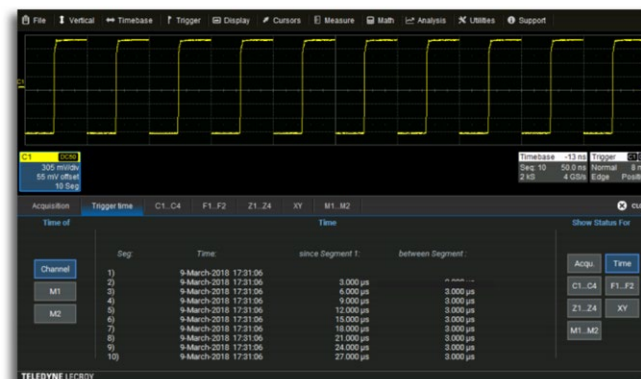 File Vertical Timebase Trigger Display Cursors Measure Math Analysis Utilities Support
C1
C1 DC50
305 mV/div
55 mV offset
10 Seg
Timebase -13 ns
Seq: 10 50.0 ns
2 kS 4 GS/s
Trigger C1
Normal 8 m
Edge Positi
Acquisition Trigger time C1...C4 F1...F2 Z1...Z4 XY M1...M2
Time of Time Show Status For
Seg: Time: since Segment 1: between Segment :
Channel
M1
M2
1) 9-March-2018 17:31:06
2) 9-March-2018 17:31:06 3.000 µs
3) 9-March-2018 17:31:06 6.000 µs 3.000 µs
4) 9-March-2018 17:31:06 9.000 µs 3.000 µs
5) 9-March-2018 17:31:06 12.000 µs 3.000 µs
6) 9-March-2018 17:31:06 15.000 µs 3.000 µs
7) 9-March-2018 17:31:06 18.000 µs 3.000 µs
8) 9-March-2018 17:31:06 21.000 µs 3.000 µs
9) 9-March-2018 17:31:06 24.000 µs 3.000 µs
10) 9-March-2018 17:31:06 27.000 µs 3.000 µs
Acqu. Time
C1...C4 F1...F2
Z1...Z4 XY
M1...M2
TELEDYNE LECROY